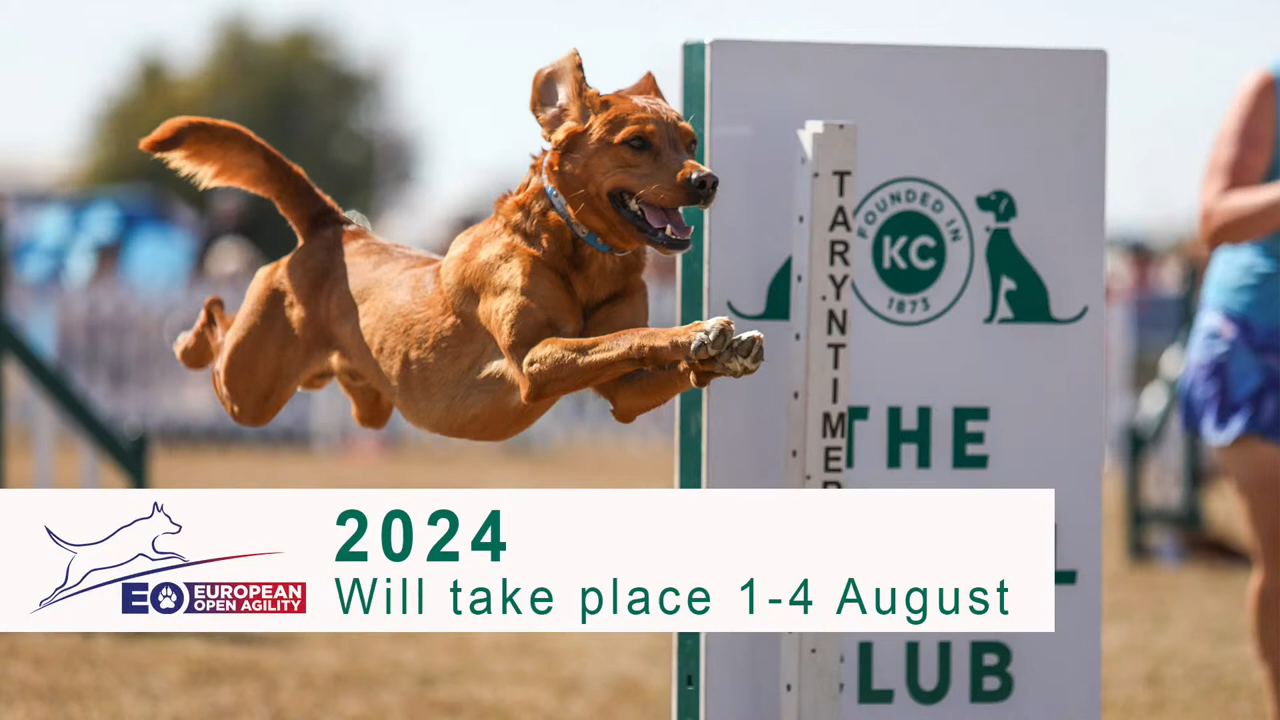 TARYNTIMER
FOUNDED IN
KC
1873
THE
LUB
2024
Will take place 1-4 August
EO EUROPEAN
OPEN AGILITY